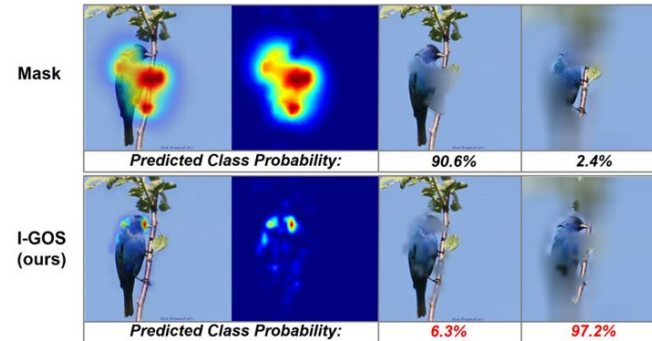 Mask
Predicted Class Probability: 90.6% 2.4%
I-GOS
(ours)
Predicted Class Probability: 6.3% 97.2%